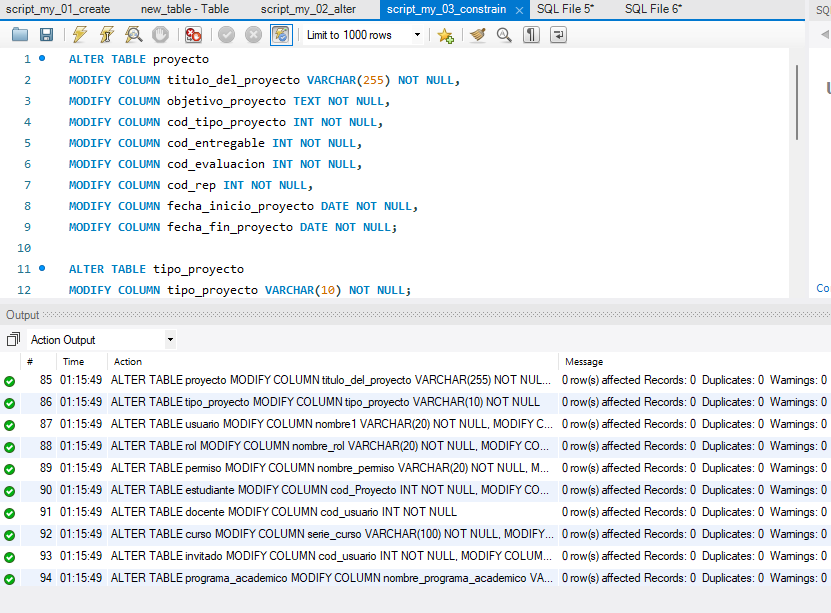 script_my_01_create new_table - Table script_my_02_alter script_my_03_constrain × SQL File 5* SQL File 6* SQ
Limit to 1000 rows
1 ALTER TABLE proyecto
2 MODIFY COLUMN titulo_del_proyecto VARCHAR(255) NOT NULL,
3 MODIFY COLUMN objetivo_proyecto TEXT NOT NULL,
4 MODIFY COLUMN cod_tipo_proyecto INT NOT NULL,
5 MODIFY COLUMN cod_entregable INT NOT NULL,
6 MODIFY COLUMN cod_evaluacion INT NOT NULL,
7 MODIFY COLUMN cod_rep INT NOT NULL,
8 MODIFY COLUMN fecha_inicio_proyecto DATE NOT NULL,
9 MODIFY COLUMN fecha_fin_proyecto DATE NOT NULL;
10
11 ALTER TABLE tipo_proyecto
12 MODIFY COLUMN tipo_proyecto VARCHAR(10) NOT NULL;
Co
Output
Action Output
# Time Action Message
85 01:15:49 ALTER TABLE proyecto MODIFY COLUMN titulo_del_proyecto VARCHAR(255) NOT NUL... 0 row(s) affected Records: 0 Duplicates: 0 Warnings: 0
86 01:15:49 ALTER TABLE tipo_proyecto MODIFY COLUMN tipo_proyecto VARCHAR(10) NOT NULL 0 row(s) affected Records: 0 Duplicates: 0 Warnings: 0
87 01:15:49 ALTER TABLE usuario MODIFY COLUMN nombre1 VARCHAR(20) NOT NULL, MODIFY C... 0 row(s) affected Records: 0 Duplicates: 0 Warnings: 0
88 01:15:49 ALTER TABLE rol MODIFY COLUMN nombre_rol VARCHAR(20) NOT NULL, MODIFY CO... 0 row(s) affected Records: 0 Duplicates: 0 Warnings: 0
89 01:15:49 ALTER TABLE permiso MODIFY COLUMN nombre_permiso VARCHAR(20) NOT NULL, M... 0 row(s) affected Records: 0 Duplicates: 0 Warnings: 0
90 01:15:49 ALTER TABLE estudiante MODIFY COLUMN cod_Proyecto INT NOT NULL, MODIFY CO... 0 row(s) affected Records: 0 Duplicates: 0 Warnings: 0
91 01:15:49 ALTER TABLE docente MODIFY COLUMN cod_usuario INT NOT NULL 0 row(s) affected Records: 0 Duplicates: 0 Warnings: 0
92 01:15:49 ALTER TABLE curso MODIFY COLUMN serie_curso VARCHAR(100) NOT NULL, MODIFY... 0 row(s) affected Records: 0 Duplicates: 0 Warnings: 0
93 01:15:49 ALTER TABLE invitado MODIFY COLUMN cod_usuario INT NOT NULL, MODIFY COLUM... 0 row(s) affected Records: 0 Duplicates: 0 Warnings: 0
94 01:15:49 ALTER TABLE programa_academico MODIFY COLUMN nombre_programa_academico VA... 0 row(s) affected Records: 0 Duplicates: 0 Warnings: 0